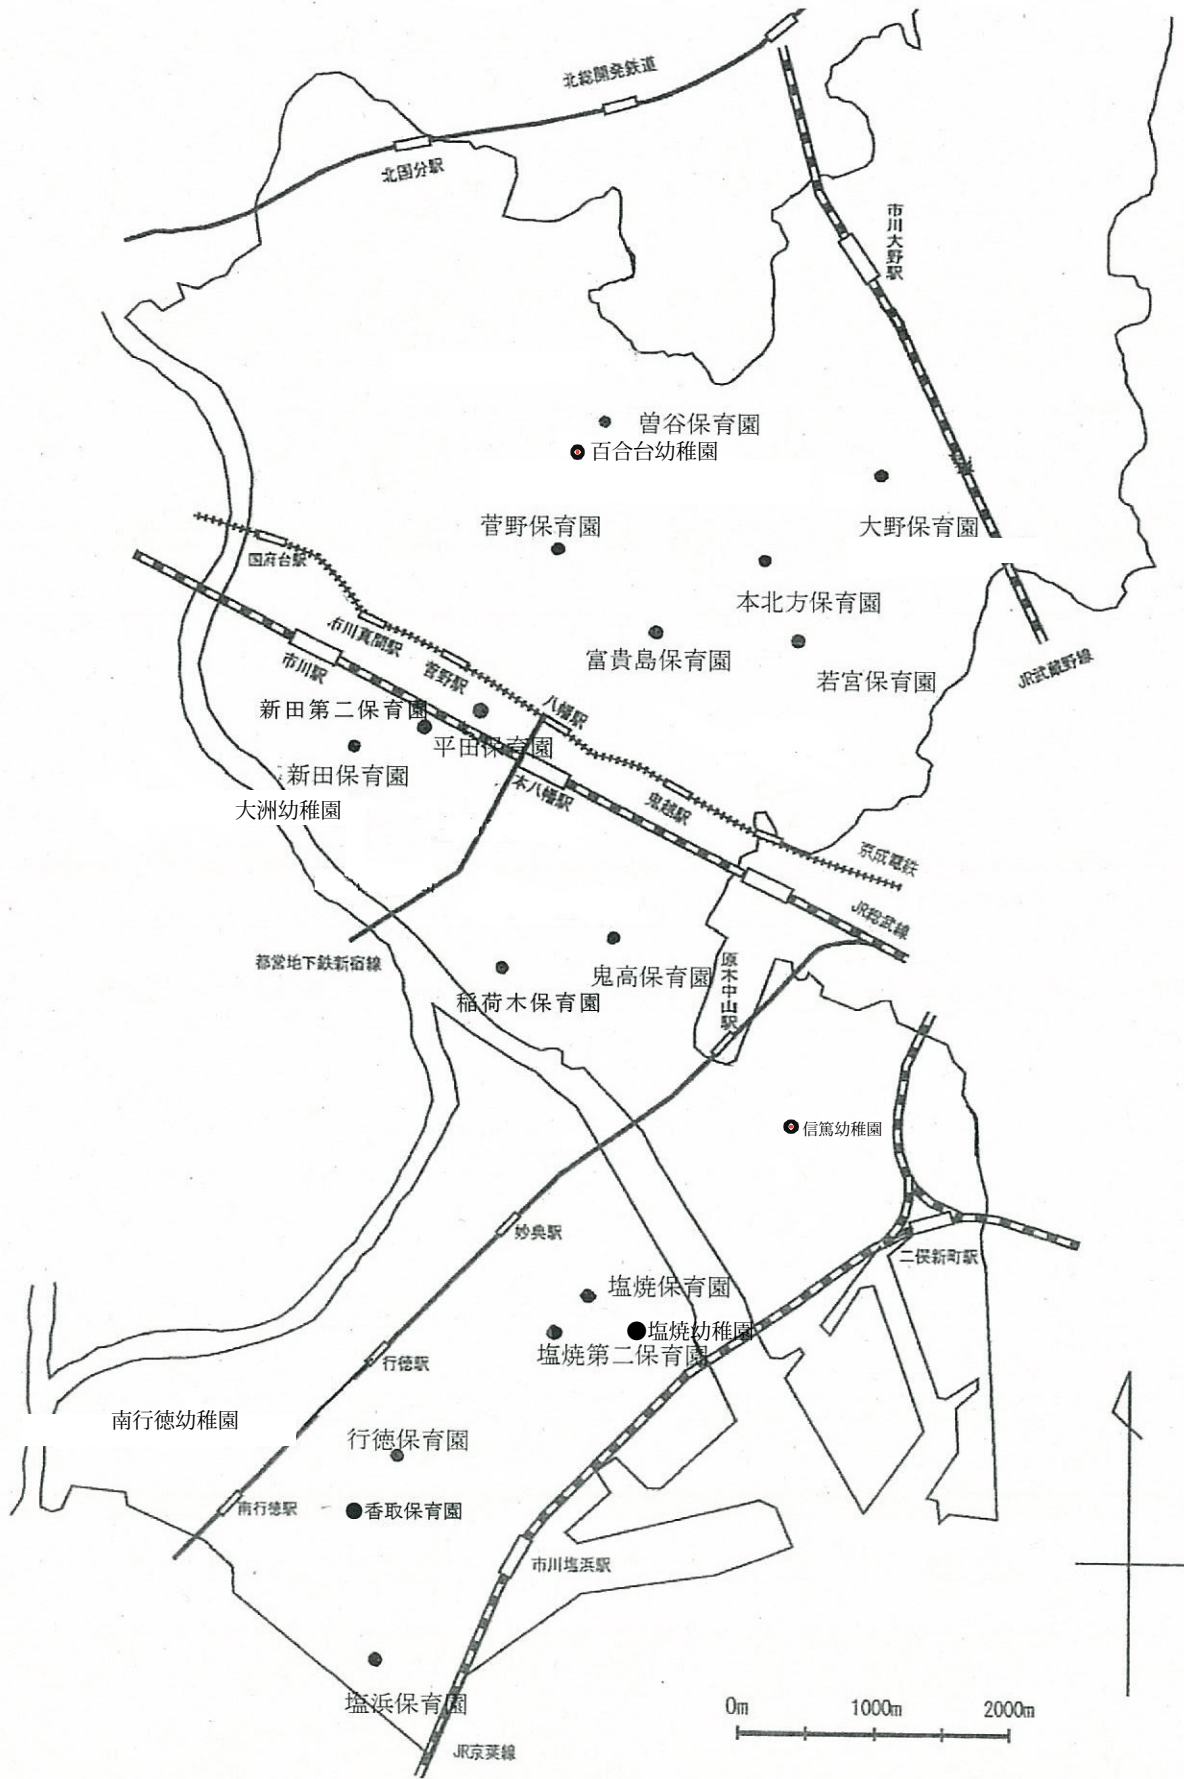 北総開発鉄道
北国分駅
市川大野駅
曽谷保育園
百合台幼稚園
菅野保育園
大野保育園
国府台駅
本北方保育園
市川真間駅
富貴島保育園
若宮保育園
JR武蔵野線
市川駅
菅野駅
新田第二保育園
八幡駅
平田保育園
新田保育園
本八幡駅
大洲幼稚園
鬼越駅
京成電鉄
JR総武線
都営地下鉄新宿線
鬼高保育園
原木中山駅
稲荷木保育園
信篤幼稚園
妙典駅
二俣新町駅
塩焼保育園
塩焼幼稚園
塩焼第二保育園
行徳駅
南行徳幼稚園
行徳保育園
南行徳駅
香取保育園
市川塩浜駅
塩浜保育園
0m 1000m 2000m
JR京葉線